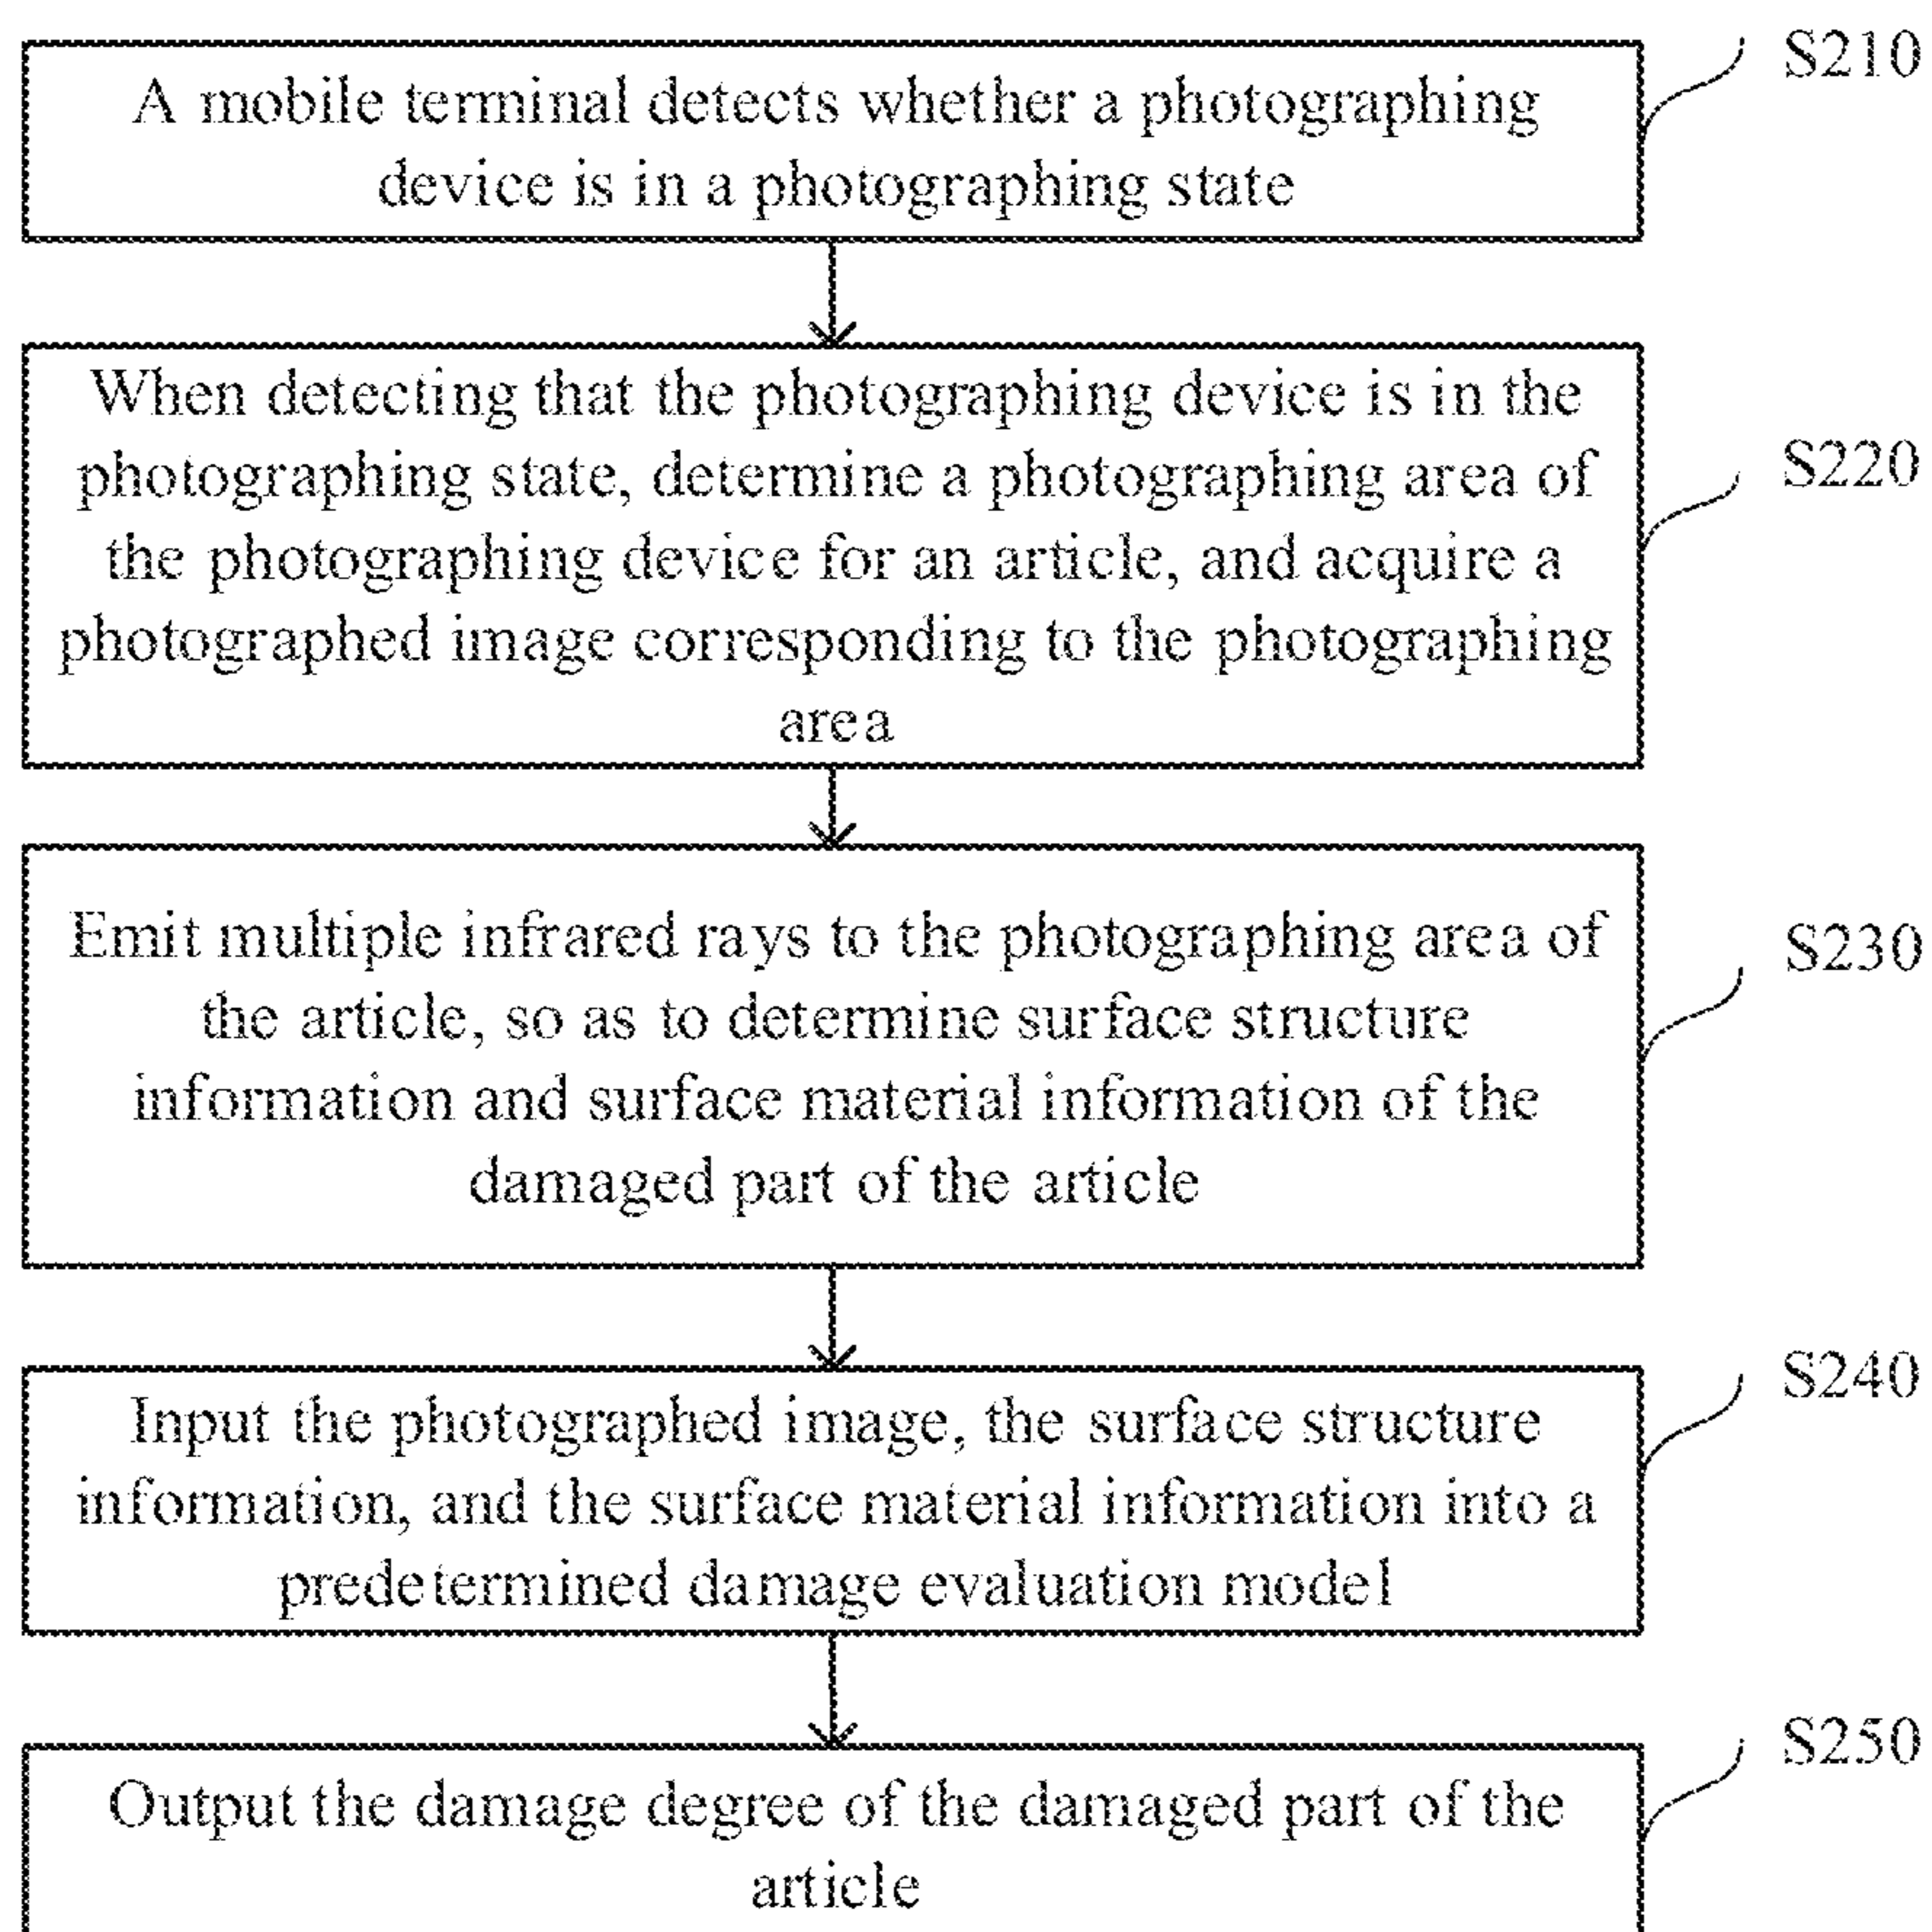 S210
A mobile terminal detects whether a photographing
device is in a photographing state
When detecting that the photographing device is in the
photographing state, determine a photographing area of
S220
the photographing device for an article, and acquire a
photographed image corresponding to the photographing
area
Emit multiple infrared rays to the photographing area of
S230
the article, so as to determine surface structure
information and surface material information of the
damaged part of the article
S240
Input the photographed image, the surface structure
information, and the surface material information into a
predetermined damage evaluation model
S250
Output the damage degree of the damaged part of the
article